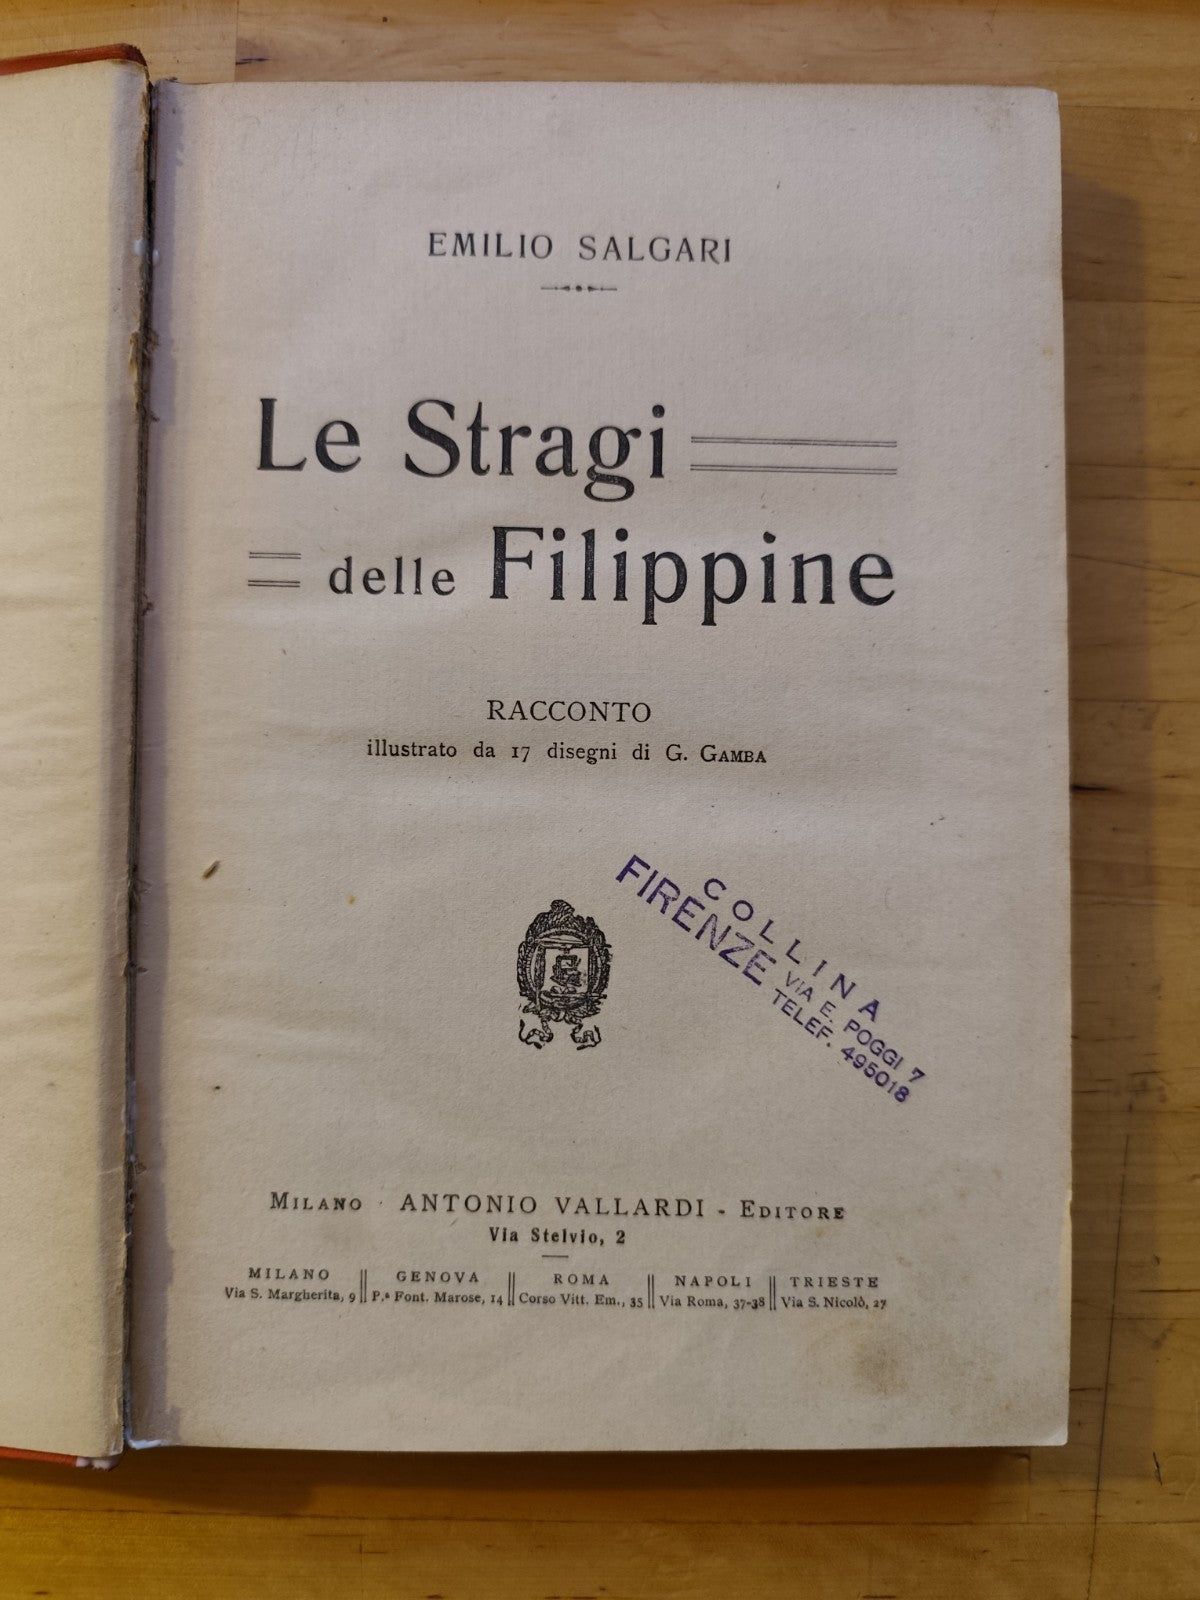 EMILIO SALGARI
Le Stragi
delle Filippine
RACCONTO
illustrato da 17 disegni di G. GAMBA
COLLINA
FIRENZE VIA E. POGGI 7
TELEF. 495018
MILANO · ANTONIO VALLARDI - EDITORE
Via Stelvio, 2
MILANO GENOVA ROMA NAPOLI TRIESTE
Via S. Margherita, 9 P.a Font. Marose, 14 Corso Vitt. Em., 35 Via Roma, 37-38 Via S. Nicolò, 27